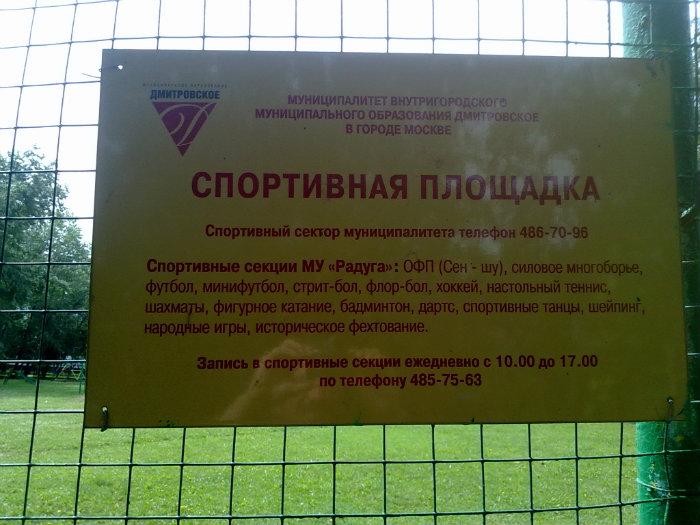 ДМИТРОВСКОЕ
МУНИЦИПАЛИТЕТ ВНУТРИГОРОДСКОГО
МУНИЦИПАЛЬНОГО ОБРАЗОВАНИЯ ДМИТРОВСКОЕ
В ГОРОДЕ МОСКВЕ
СПОРТИВНАЯ ПЛОЩАДКА
Спортивный сектор муниципалитета телефон 486-70-96
Спортивные секции МУ «Радуга»: ОФП (Сен - шу), силовое многоборье,
футбол, минифутбол, стрит-бол, флор-бол, хоккей, настольный теннис,
шахматы, фигурное катание, бадминтон, дартс, спортивные танцы, шейпинг,
народные игры, историческое фехтование.
Запись в спортивные секции ежедневно с 10.00 до 17.00
по телефону 485-75-63